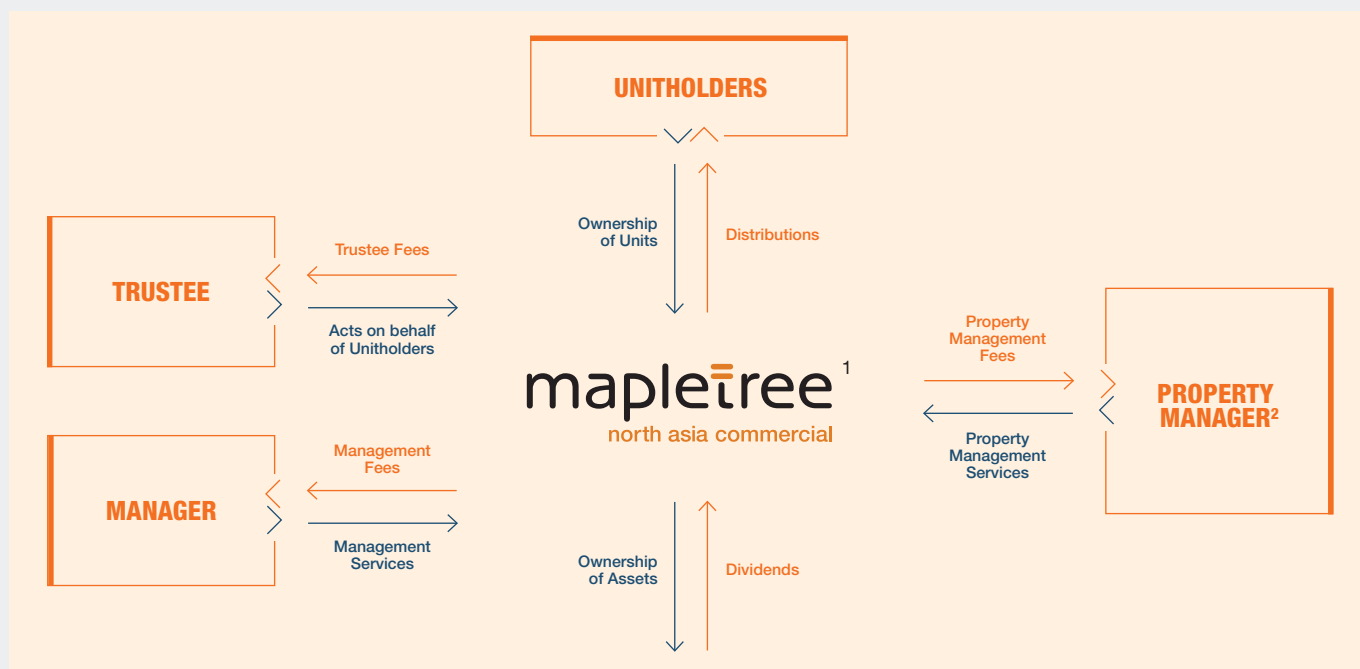 UNITHOLDERS
Ownership
of Units
Distributions
TRUSTEE
Trustee Fees
Acts on behalf
of Unitholders
mapletree 1
north asia commercial
Property
Management
Fees
Property
Management
Services
PROPERTY
MANAGER²
MANAGER
Management
Fees
Management
Services
Ownership
of Assets
Dividends